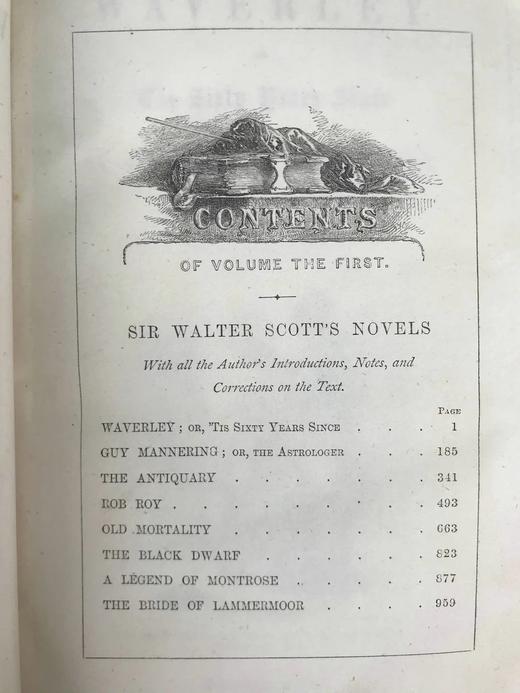 WAVERLEY
CONTENTS
OF VOLUME THE FIRST.
SIR WALTER SCOTT'S NOVELS
With all the Author's Introductions, Notes, and
Corrections on the Text.
PAGE
WAVERLEY; OR, 'TIS SIXTY YEARS SINCE . . . 1
GUY MANNERING; OR, THE ASTROLOGER . . . 185
THE ANTIQUARY . . . . . . . 341
ROB ROY . . . . . . . . . 493
OLD MORTALITY . . . . . . . 663
THE BLACK DWARF . . . . . . 823
A LEGEND OF MONTROSE . . . . . 877
THE BRIDE OF LAMMERMOOR . . . . 959